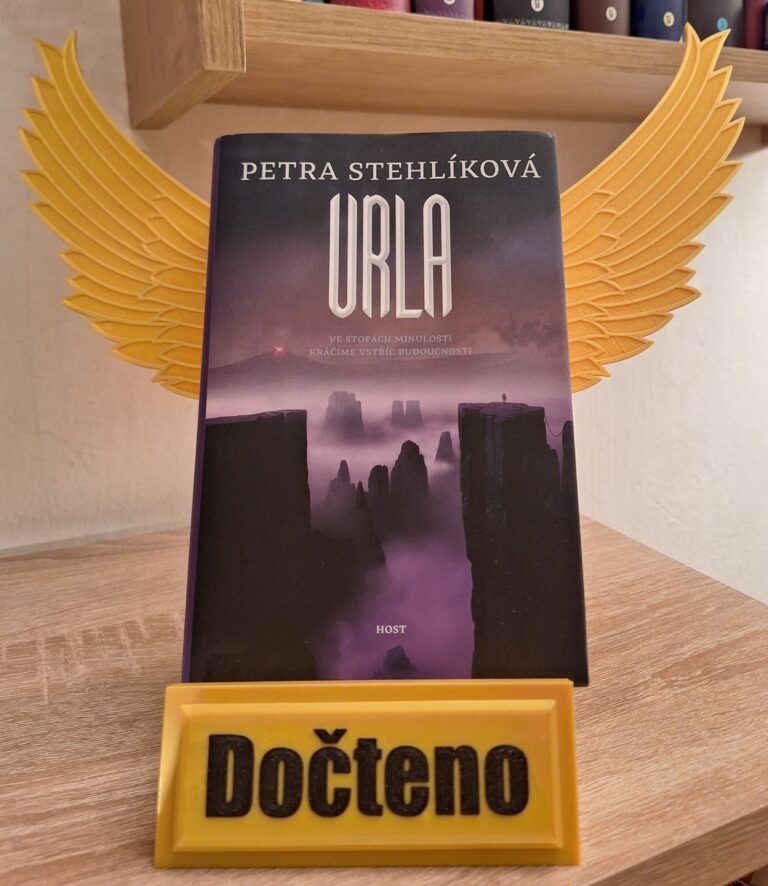 PETRA STEHLÍKOVÁ
URLA
VE STOPÁCH MINULOSTI
KRÁČÍME VSTŘÍC BUDOUCNOSTI
HOST
Dočteno